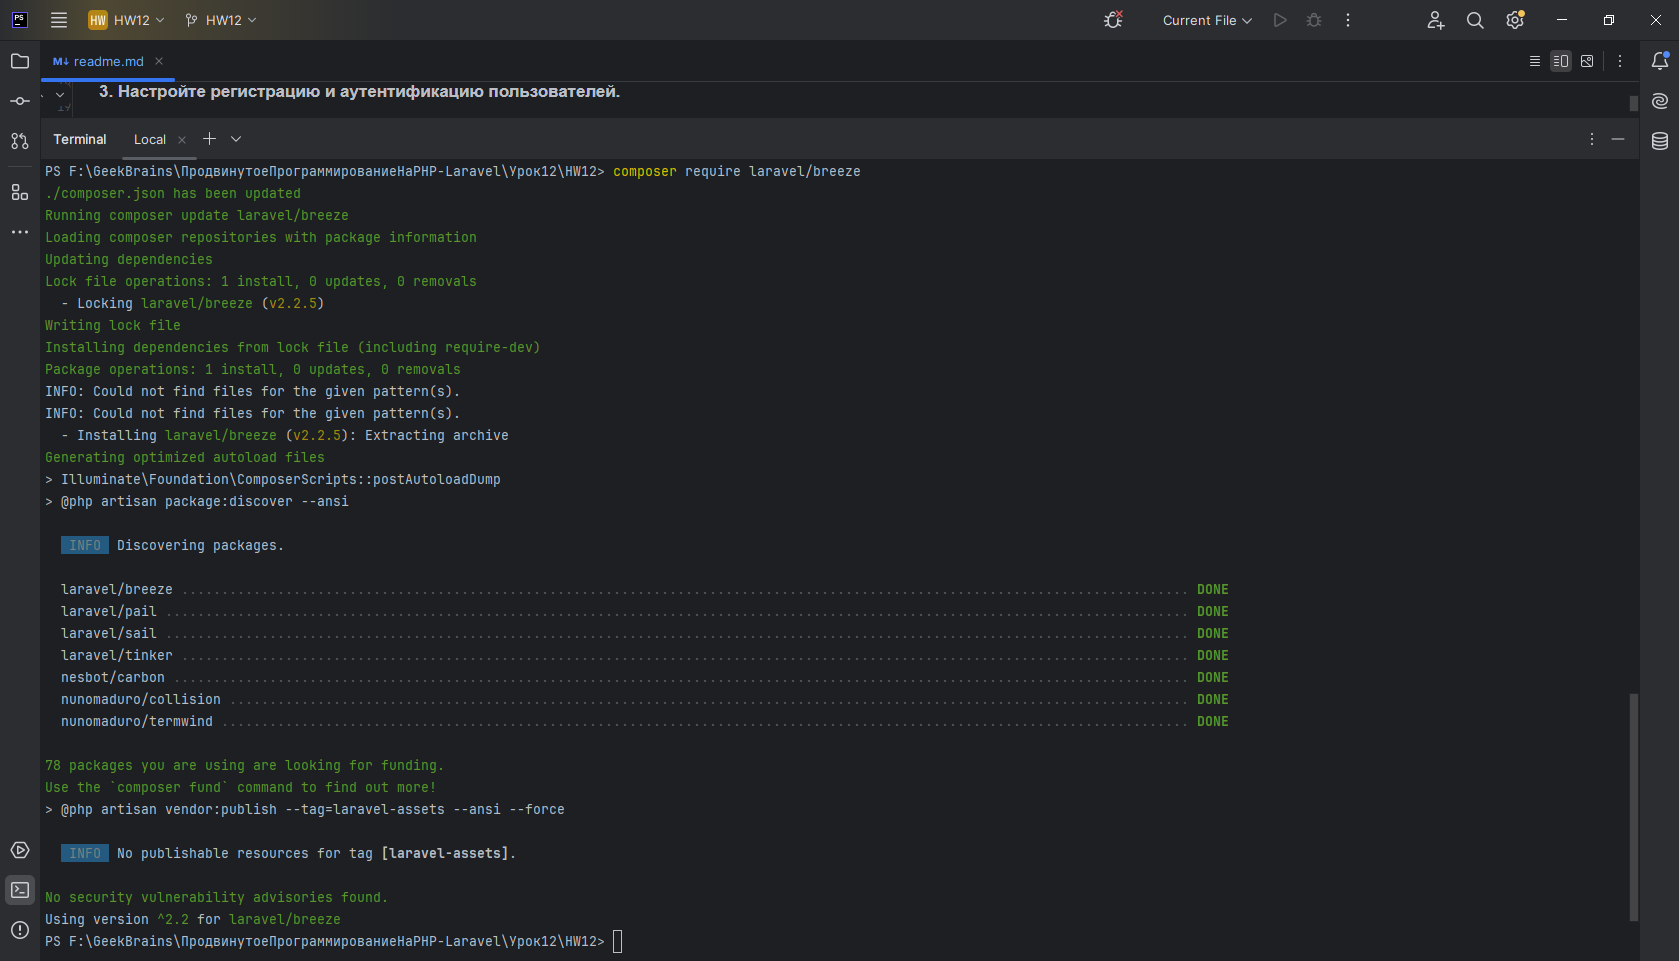 PS HW HW12 HW12 Current File
M↓ readme.md
3. Настройте регистрацию и аутентификацию пользователей.
19
Terminal Local
PS F:\GeekBrains\ПродвинутоеПрограммированиеНаPHP-Laravel\Урок12\HW12> composer require laravel/breeze
./composer.json has been updated
Running composer update laravel/breeze
Loading composer repositories with package information
Updating dependencies
Lock file operations: 1 install, 0 updates, 0 removals
- Locking laravel/breeze (v2.2.5)
Writing lock file
Installing dependencies from lock file (including require-dev)
Package operations: 1 install, 0 updates, 0 removals
INFO: Could not find files for the given pattern(s).
INFO: Could not find files for the given pattern(s).
- Installing laravel/breeze (v2.2.5): Extracting archive
Generating optimized autoload files
> Illuminate\Foundation\ComposerScripts::postAutoloadDump
> @php artisan package:discover --ansi
INFO Discovering packages.
laravel/breeze ........ DONE
laravel/pail ........ DONE
laravel/sail ........ DONE
laravel/tinker ........ DONE
nesbot/carbon ........ DONE
nunomaduro/collision ........ DONE
nunomaduro/termwind ........ DONE
78 packages you are using are looking for funding.
Use the `composer fund` command to find out more!
> @php artisan vendor:publish --tag=laravel-assets --ansi --force
INFO No publishable resources for tag [laravel-assets].
No security vulnerability advisories found.
Using version ^2.2 for laravel/breeze
PS F:\GeekBrains\ПродвинутоеПрограммированиеНаPHP-Laravel\Урок12\HW12>